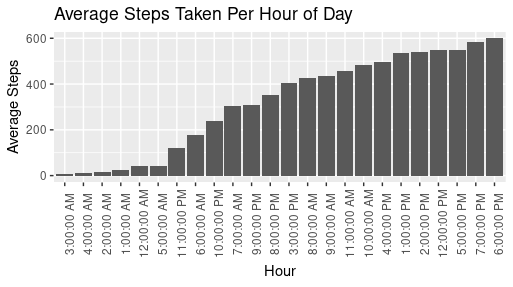 Average Steps Taken Per Hour of Day
Average Steps
600
400
200
0
3:00:00 AM
4:00:00 AM
2:00:00 AM
1:00:00 AM
12:00:00 AM
5:00:00 AM
11:00:00 PM
6:00:00 AM
10:00:00 PM
7:00:00 AM
9:00:00 PM
8:00:00 PM
3:00:00 PM
8:00:00 AM
9:00:00 AM
11:00:00 AM
10:00:00 AM
4:00:00 PM
1:00:00 PM
2:00:00 PM
12:00:00 PM
5:00:00 PM
7:00:00 PM
6:00:00 PM
Hour